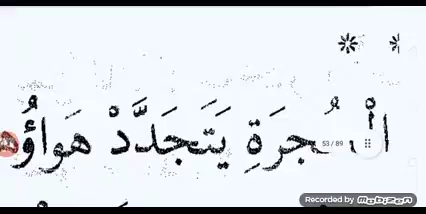 * *
يَتَجَدَّدْ هَواؤُ
53 / 89
Recorded by Mobizen